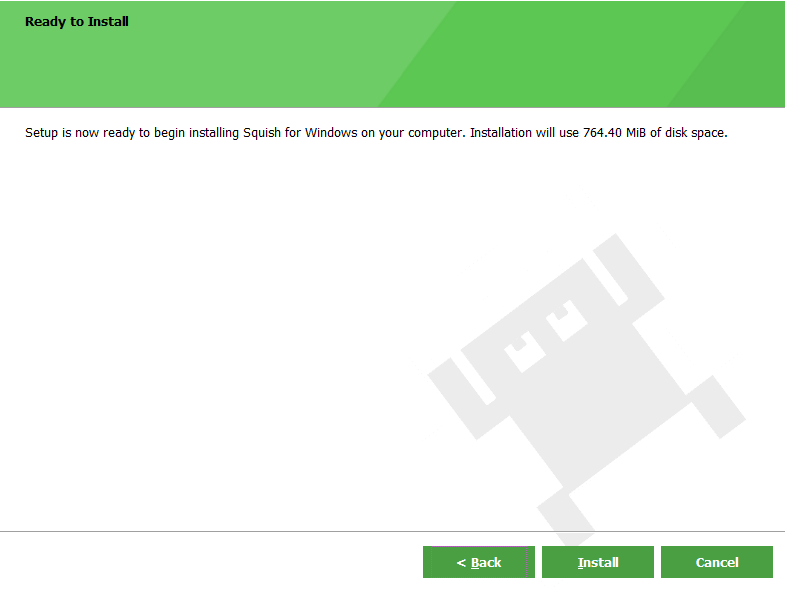 Ready to Install
Setup is now ready to begin installing Squish for Windows on your computer. Installation will use 764.40 MiB of disk space.
< Back
Install
Cancel